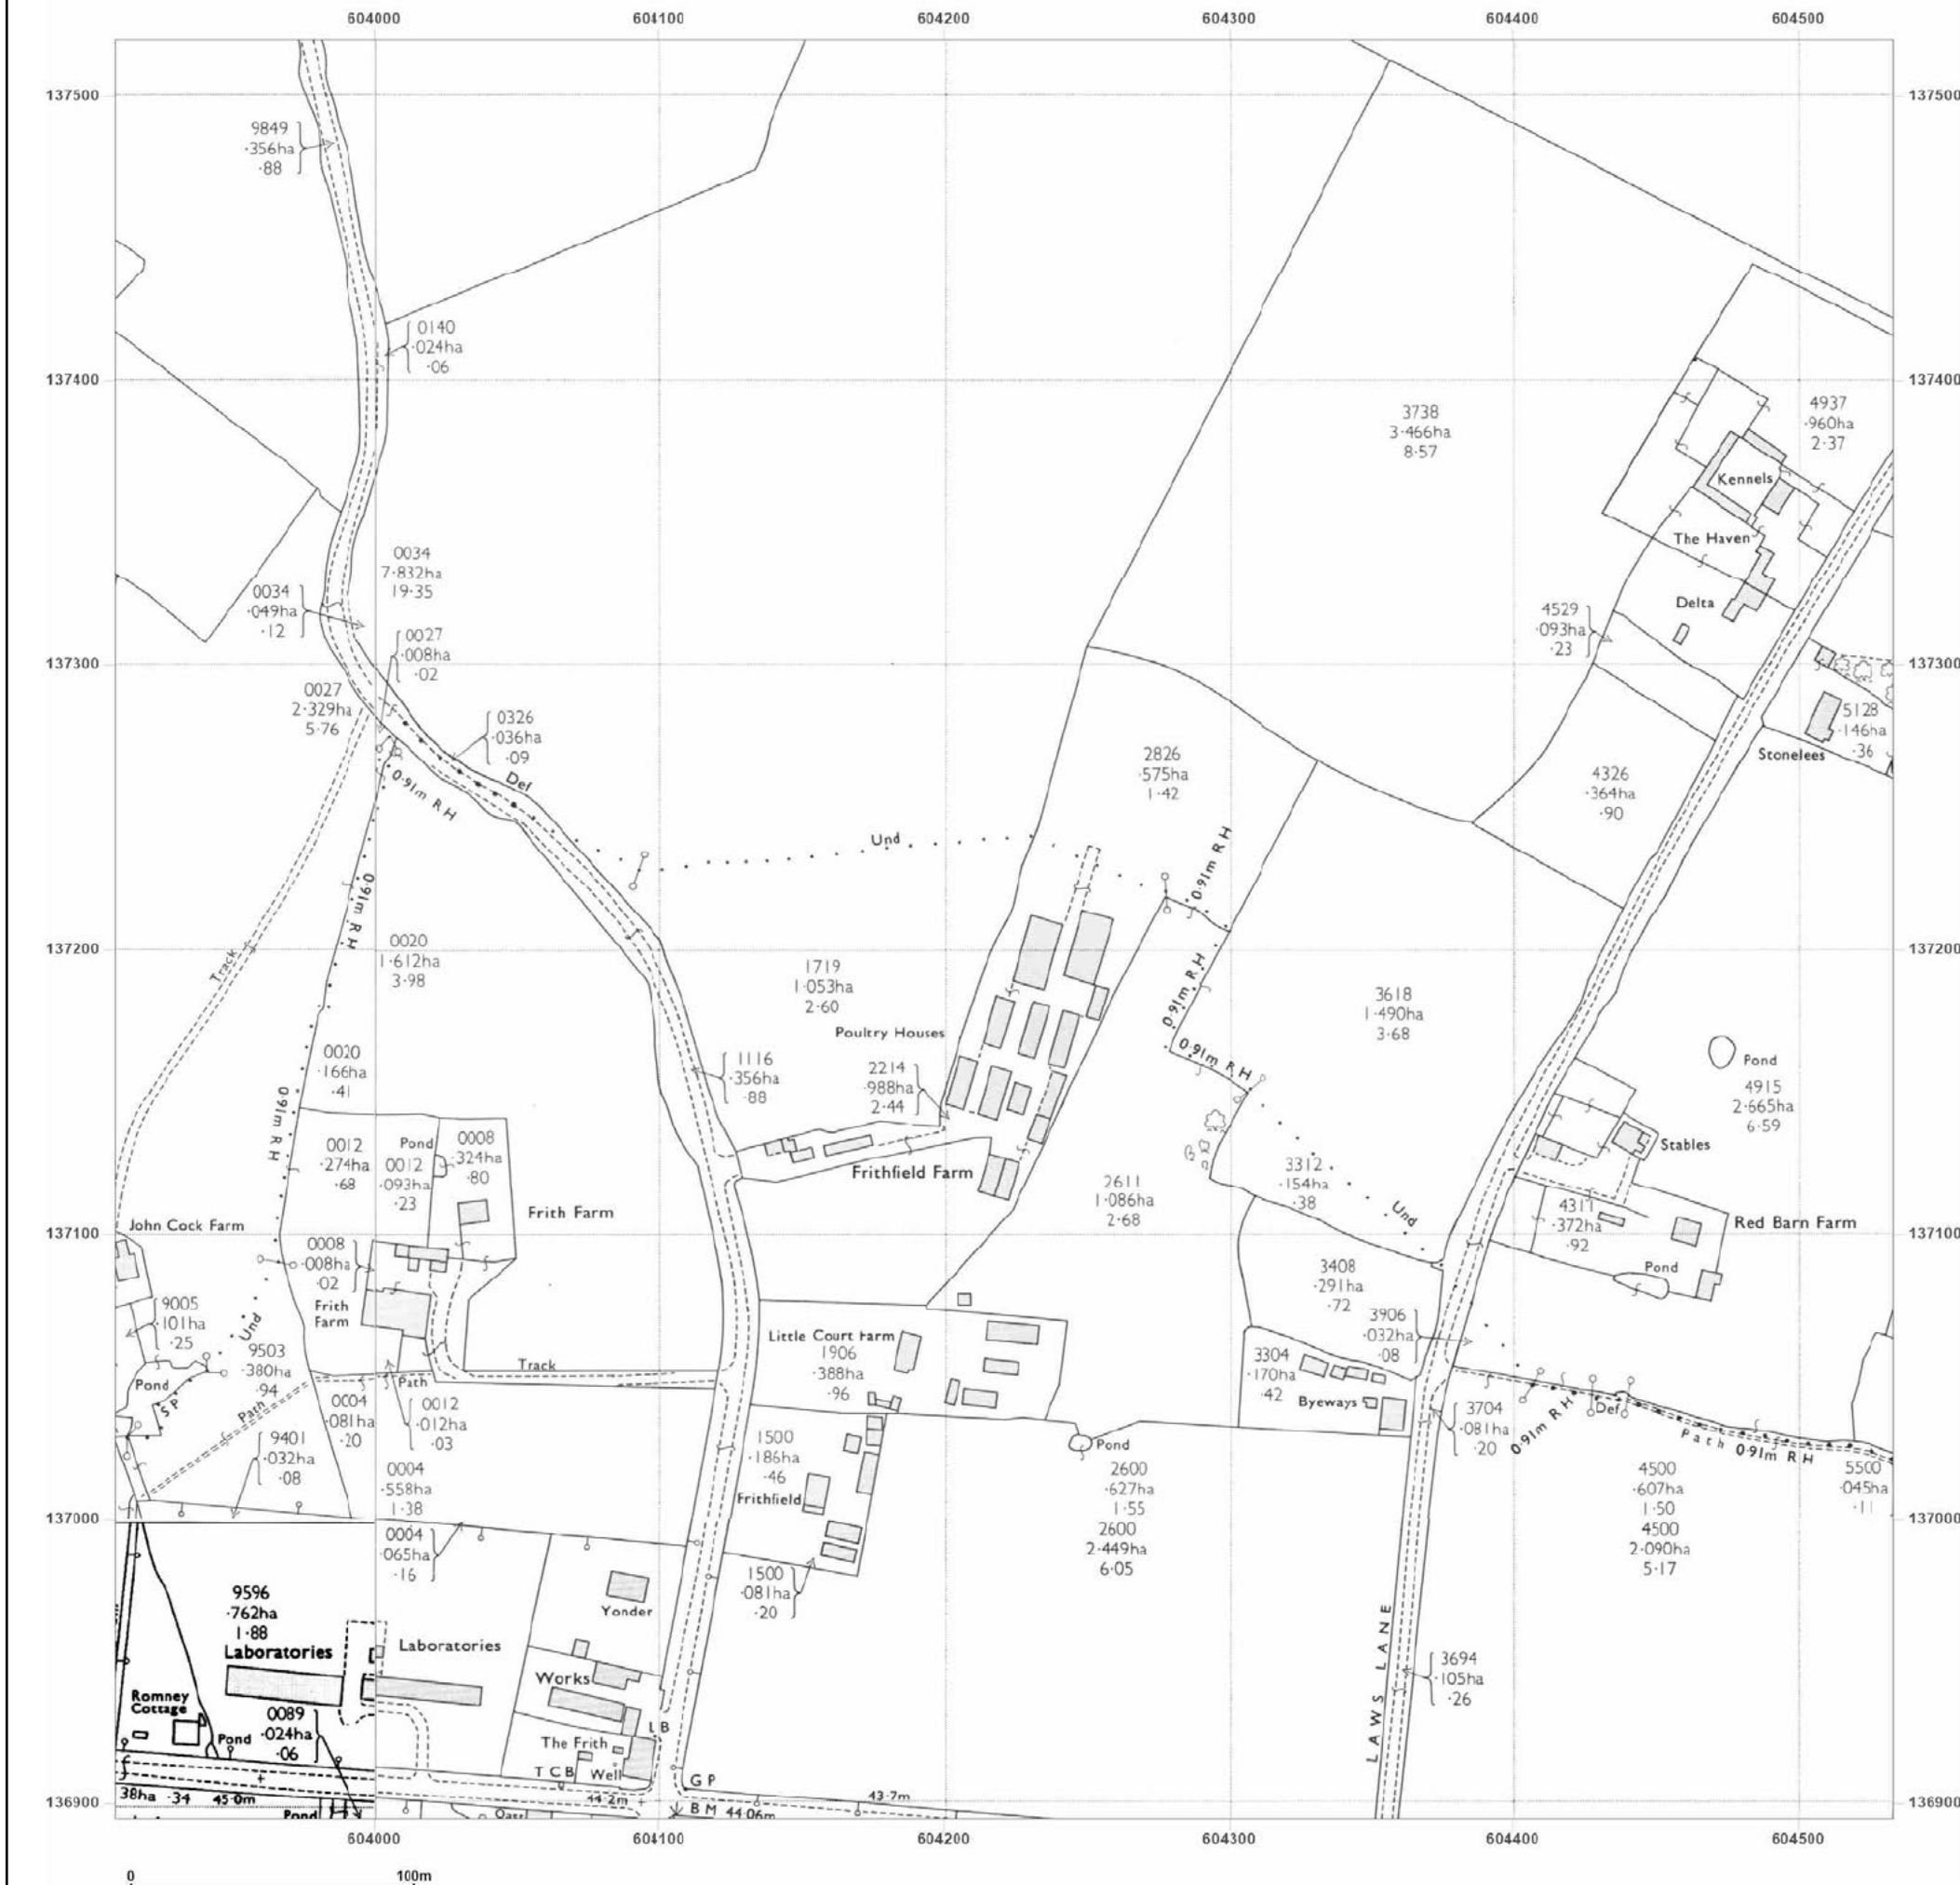 604000 604100 604200 604300 604400 604500
137500 137500
9849
·356ha
·88
0140
·024ha
·06
137400 137400
3738
3·466ha
8·57
4937
·960ha
2·37
Kennels
The Haven
Delta
0034
7·832ha
19·35
0034
·049ha
·12
0027
·008ha
·02
4529
·093ha
·23
137300 137300
0027
2·329ha
5·76
0326
·036ha
·09
Def
0·91m R H
5128
·146ha
·36
Stonelees
2826
·575ha
1·42
4326
·364ha
·90
Und
0·91m R H
0·91m R H
137200 137200
Track
0020
1·612ha
3·98
1719
1·053ha
2·60
Poultry Houses
0·91m R H
0·91m R H
3618
1·490ha
3·68
Pond
4915
2·665ha
6·59
0020
·166ha
·41
1116
·356ha
·88
2214
·988ha
2·44
0·91m R H
0012
·274ha
·68
Pond
0012
·093ha
·23
0008
·324ha
·80
Frith Farm
Frithfield Farm
2611
1·086ha
2·68
3312
·154ha
·38
Und
Stables
4311
·372ha
·92
Red Barn Farm
Pond
John Cock Farm
137100 137100
0008
·008ha
·02
Frith
Farm
9005
·101ha
·25
Und
9503
·380ha
·94
3408
·291ha
·72
3906
·032ha
·08
Little Court Farm
1906
·388ha
·96
Track
Path
Pond
S P
Path
0004
·081ha
·20
0012
·012ha
·03
3304
·170ha
·42
Byeways
3704
·081ha
·20
0·91m R H
Def
Path 0·91m R H
9401
·032ha
·08
1500
·186ha
·46
Frithfield
Pond
2600
·627ha
1·55
4500
·607ha
1·50
5500
·045ha
·11
0004
·558ha
1·38
137000 137000
0004
·065ha
·16
2600
2·449ha
6·05
4500
2·090ha
5·17
1500
·081ha
·20
9596
·762ha
1·88
Laboratories
Laboratories
Yonder
Works
LAWS LANE
3694
·105ha
·26
Romney
Cottage
0089
·024ha
·06
Pond
L B
The Frith
T C B
Well
G P
38ha ·34 45·0m
44·2m
43·7m
B M 44·06m
Pond
136900 136900
604000 604100 604200 604300 604400 604500
0 100m